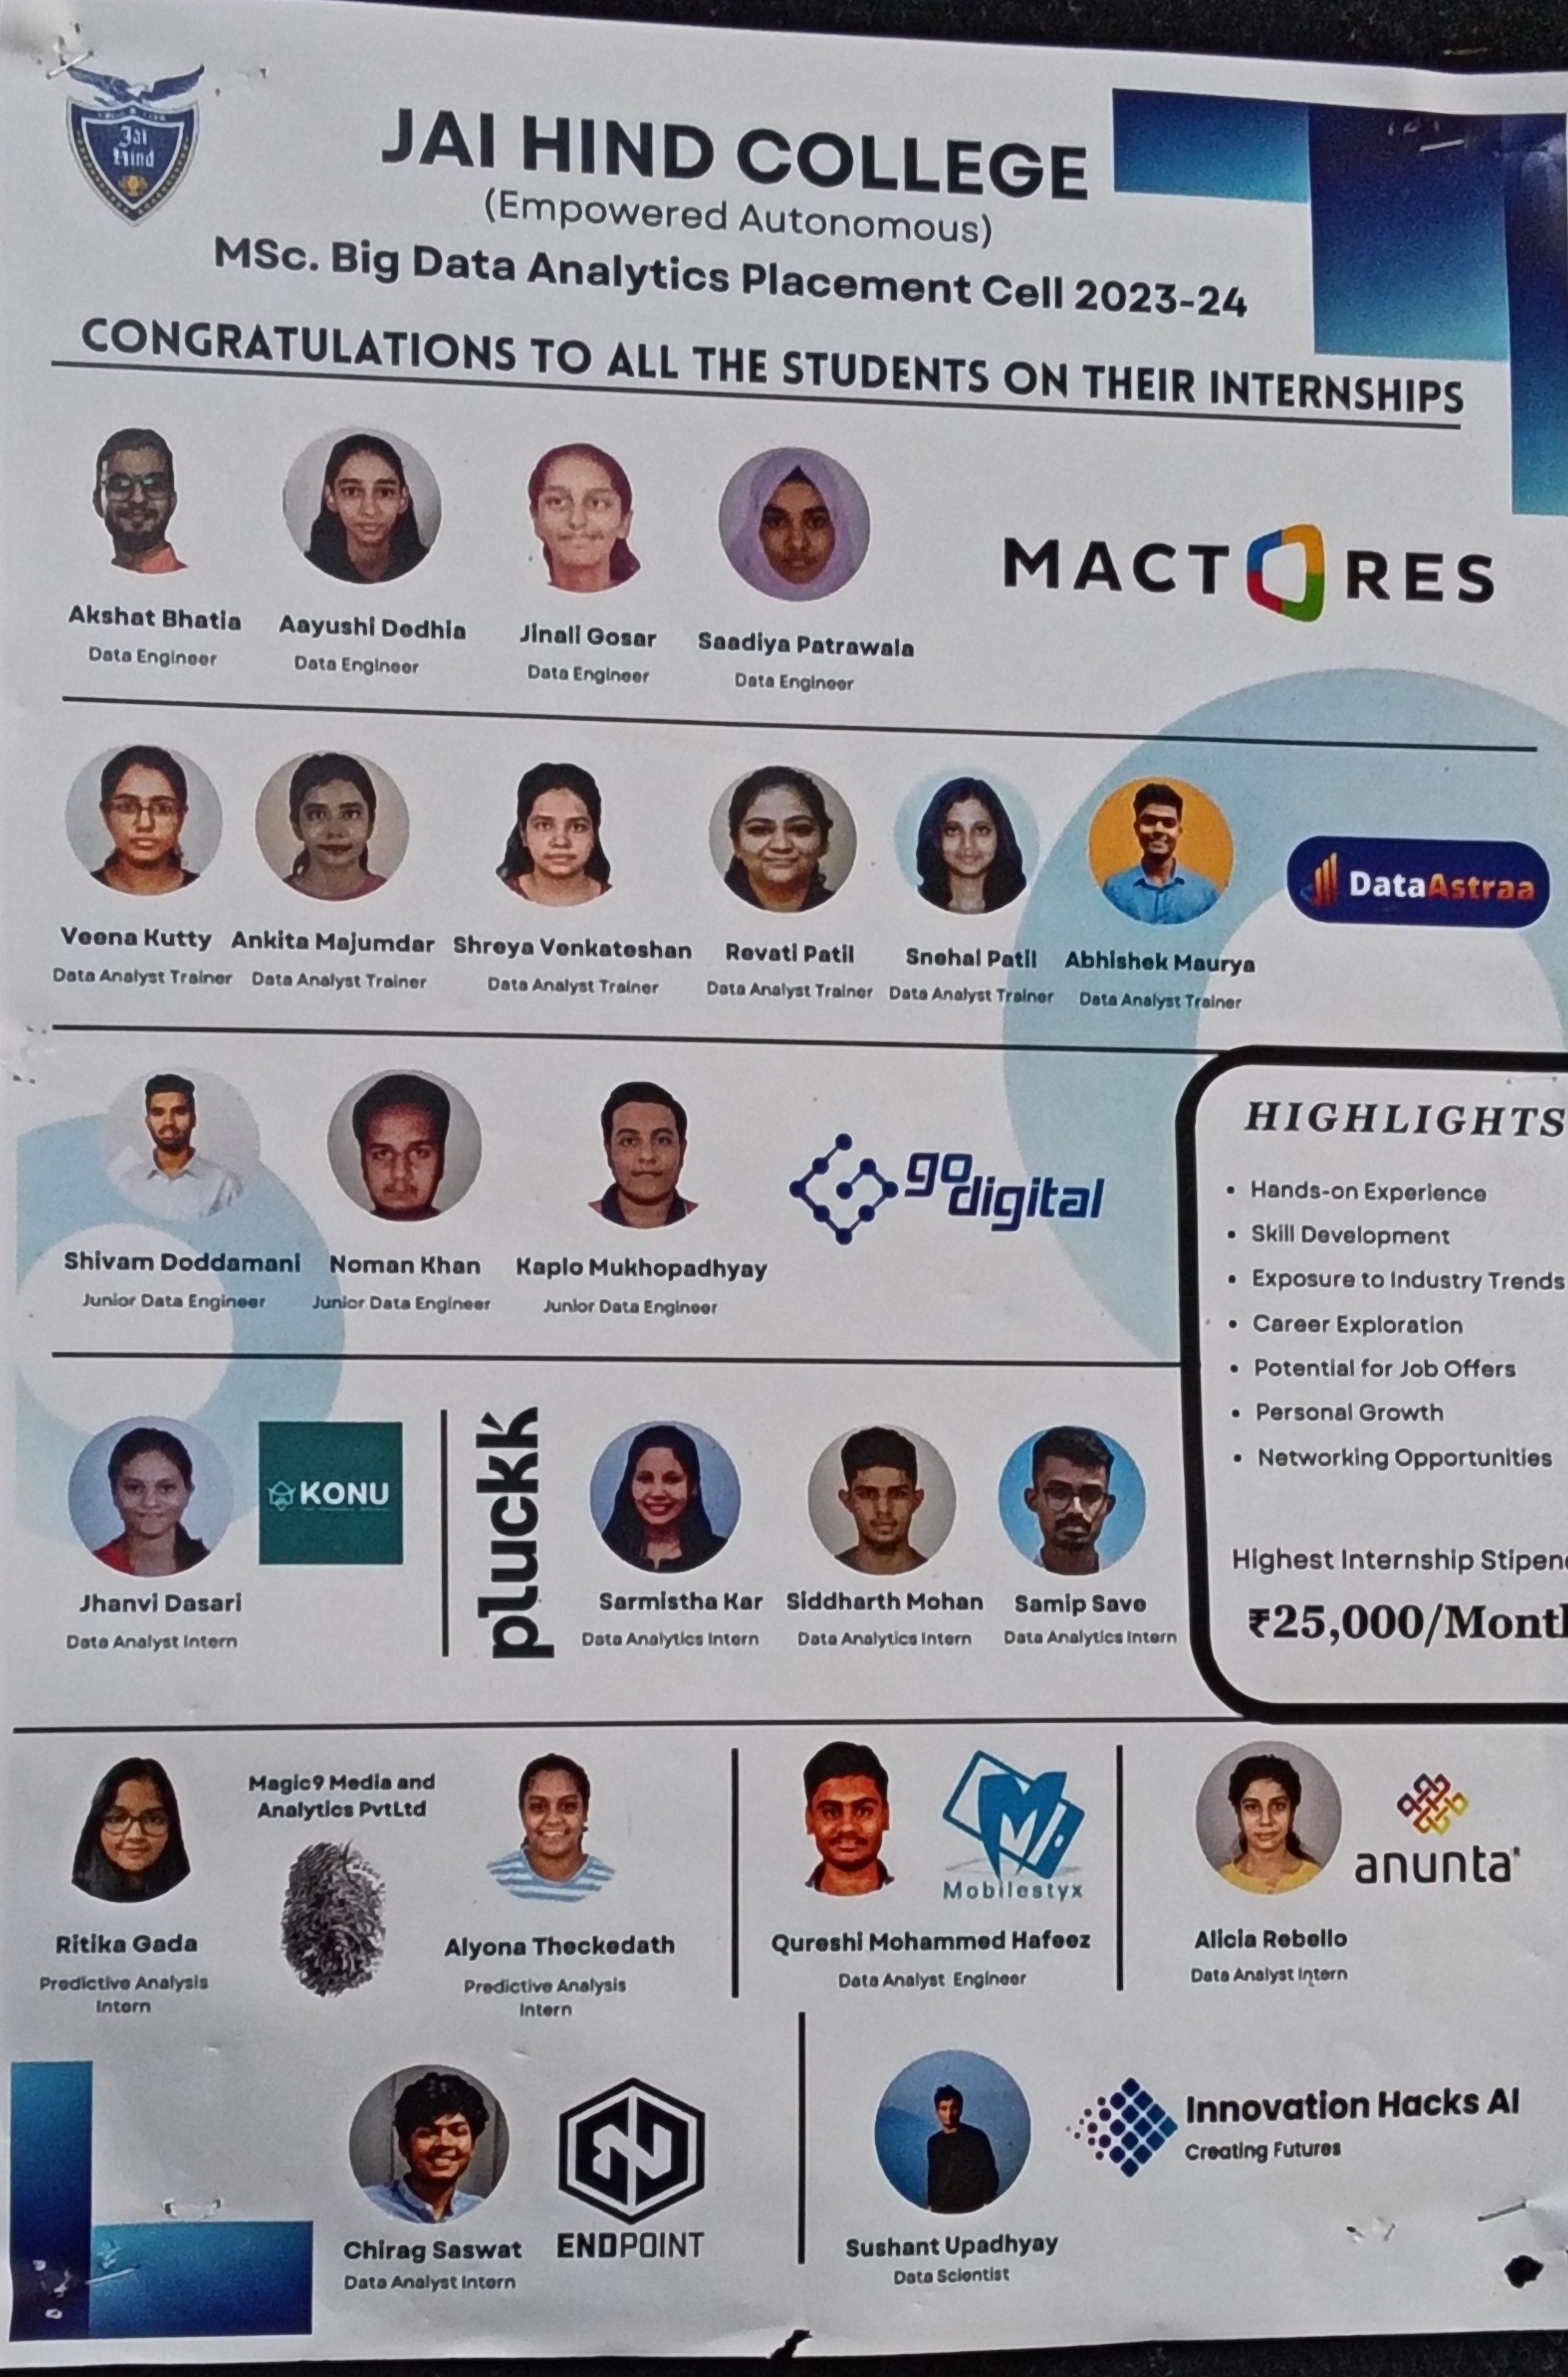 Jai
Hind
JAI HIND COLLEGE
(Empowered Autonomous)
MSc. Big Data Analytics Placement Cell 2023-24
CONGRATULATIONS TO ALL THE STUDENTS ON THEIR INTERNSHIPS
Akshat Bhatia
Data Engineer
Aayushi Dedhia
Data Engineer
Jinali Gosar
Data Engineer
Saadiya Patrawala
Data Engineer
MACTORES
Veena Kutty
Data Analyst Trainer
Ankita Majumdar
Data Analyst Trainer
Shreya Venkateshan
Data Analyst Trainer
Revati Patil
Data Analyst Trainer
Snehal Patil
Data Analyst Trainer
Abhishek Maurya
Data Analyst Trainer
DataAstraa
Shivam Doddamani
Junior Data Engineer
Noman Khan
Junior Data Engineer
Kaplo Mukhopadhyay
Junior Data Engineer
go
digital
HIGHLIGHTS
• Hands-on Experience
• Skill Development
• Exposure to Industry Trends
• Career Exploration
• Potential for Job Offers
• Personal Growth
• Networking Opportunities
Highest Internship Stipen
₹25,000/Mont
Jhanvi Dasari
Data Analyst Intern
KONU
pluckk
Sarmistha Kar
Data Analytics Intern
Siddharth Mohan
Data Analytics Intern
Samip Save
Data Analytics Intern
Ritika Gada
Predictive Analysis
Intern
Magic9 Media and
Analytics PvtLtd
Alyona Theckedath
Predictive Analysis
Intern
Qureshi Mohammed Hafeez
Data Analyst Engineer
Mobilestyx
Alicia Rebello
Data Analyst Intern
anunta
Chirag Saswat
Data Analyst Intern
ENDPOINT
Sushant Upadhyay
Data Scientist
Innovation Hacks AI
Creating Futures